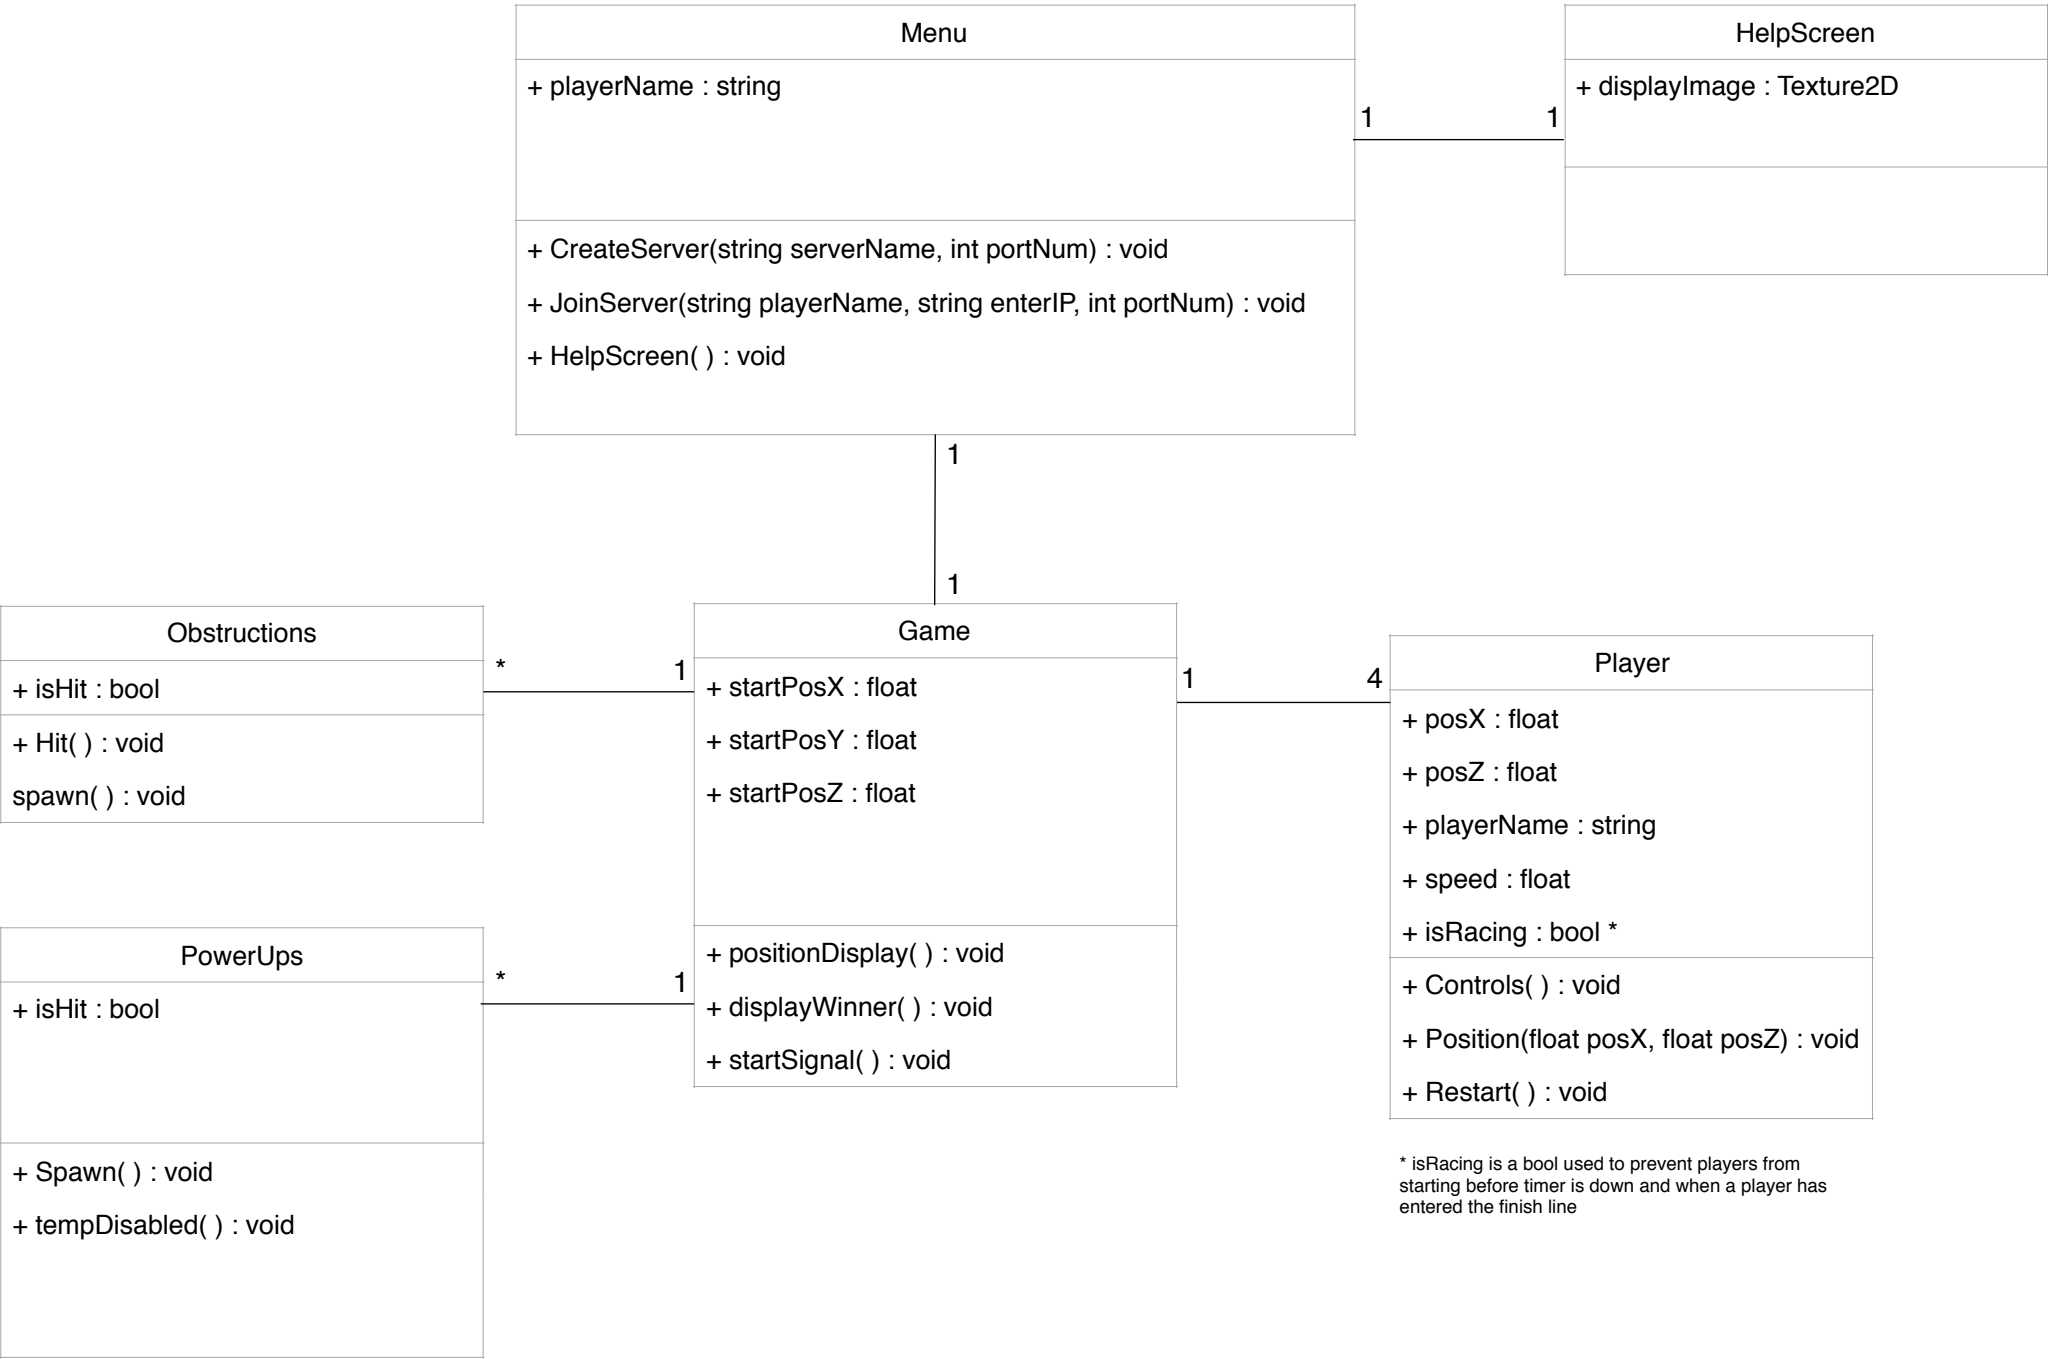 Menu
+ playerName : string
+ CreateServer(string serverName, int portNum) : void
+ JoinServer(string playerName, string enterIP, int portNum) : void
+ HelpScreen( ) : void
1
1
HelpScreen
+ displayImage : Texture2D
1
1
Obstructions
+ isHit : bool
+ Hit( ) : void
spawn( ) : void
*
1
Game
+ startPosX : float
+ startPosY : float
+ startPosZ : float
+ positionDisplay( ) : void
+ displayWinner( ) : void
+ startSignal( ) : void
1
4
Player
+ posX : float
+ posZ : float
+ playerName : string
+ speed : float
+ isRacing : bool *
+ Controls( ) : void
+ Position(float posX, float posZ) : void
+ Restart( ) : void
PowerUps
+ isHit : bool
+ Spawn( ) : void
+ tempDisabled( ) : void
*
1
* isRacing is a bool used to prevent players from
starting before timer is down and when a player has
entered the finish line